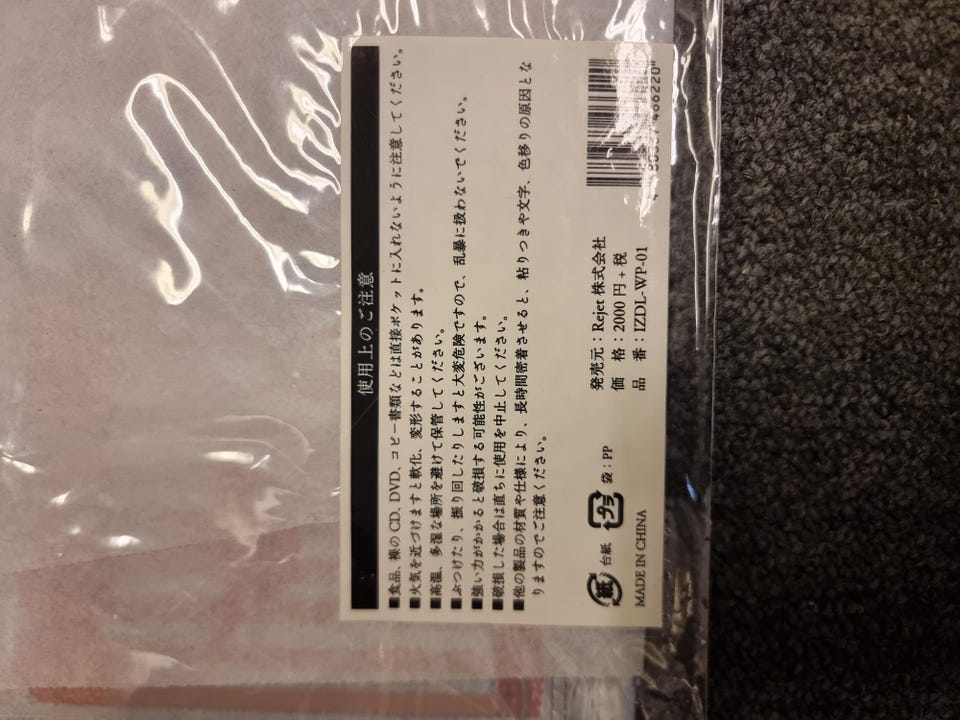 使用上のご注意
■食品、裸のCD、DVD、コピー書類などは直接ポケットに入れないように注意してください。
■火気を近づけますと軟化、変形することがあります。
■高温、多湿な場所を避けて保管してください。
■ぶつけたり、振り回したりしますと大変危険ですので、乱暴に扱わないでください。
■強い力がかかると破損する可能性がございます。
■破損した場合は直ちに使用を中止してください。
■他の製品の材質や仕様により、長時間密着させると、粘りつきや文字、色移りの原因とな
りますのでご注意ください。
発売元：Rejet 株式会社
価　格：2000 円 + 税
品　番：IZDL-WP-01
紙 台紙 プラ 袋：PP
MADE IN CHINA
466220